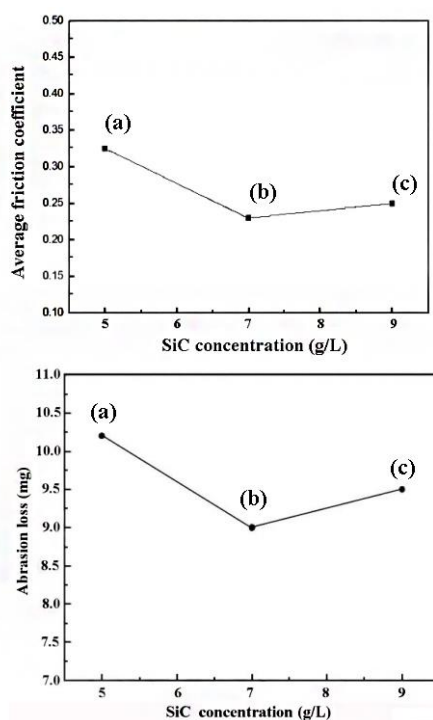 0.50
0.45
0.40
0.35
0.30
0.25
0.20
0.15
0.10
Average friction coefficient
(a)
(b)
(c)
5 6 7 8 9
SiC concentration (g/L)
11.0
10.5
10.0
9.5
9.0
8.5
8.0
7.5
7.0
Abrasion loss (mg)
(a)
(b)
(c)
5 6 7 8 9
SiC concentration (g/L)